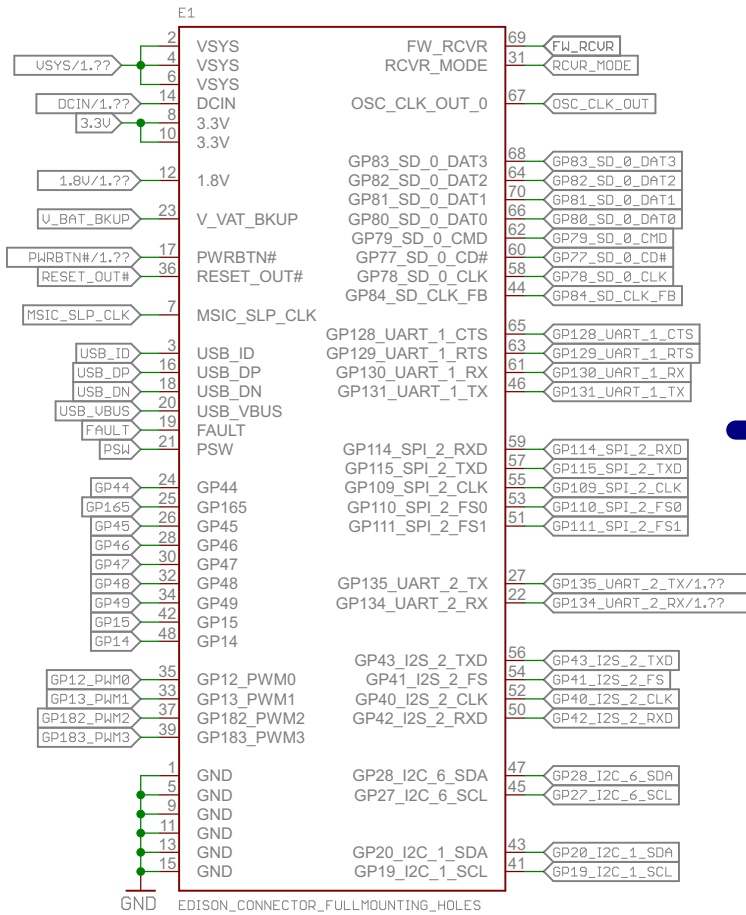 E1
VSYS/1.?? 2 VSYS FW_RCVR 69 FW_RCVR
4 VSYS RCVR_MODE 31 RCVR_MODE
6 VSYS
DCIN/1.?? 14 DCIN OSC_CLK_OUT_0 67 OSC_CLK_OUT
3.3V 8 3.3V
10 3.3V
GP83_SD_0_DAT3 68 GP83_SD_0_DAT3
1.8V/1.?? 12 1.8V GP82_SD_0_DAT2 64 GP82_SD_0_DAT2
GP81_SD_0_DAT1 70 GP81_SD_0_DAT1
V_BAT_BKUP 23 V_VAT_BKUP GP80_SD_0_DAT0 66 GP80_SD_0_DAT0
GP79_SD_0_CMD 62 GP79_SD_0_CMD
PWRBTN#/1.?? 17 PWRBTN# GP77_SD_0_CD# 60 GP77_SD_0_CD#
RESET_OUT# 36 RESET_OUT# GP78_SD_0_CLK 58 GP78_SD_0_CLK
GP84_SD_CLK_FB 44 GP84_SD_CLK_FB
MSIC_SLP_CLK 7 MSIC_SLP_CLK
GP128_UART_1_CTS 65 GP128_UART_1_CTS
USB_ID 3 USB_ID GP129_UART_1_RTS 63 GP129_UART_1_RTS
USB_DP 16 USB_DP GP130_UART_1_RX 61 GP130_UART_1_RX
USB_DN 18 USB_DN GP131_UART_1_TX 46 GP131_UART_1_TX
USB_VBUS 20 USB_VBUS
FAULT 19 FAULT
PSW 21 PSW GP114_SPI_2_RXD 59 GP114_SPI_2_RXD
GP115_SPI_2_TXD 57 GP115_SPI_2_TXD
GP44 24 GP44 GP109_SPI_2_CLK 55 GP109_SPI_2_CLK
GP165 25 GP165 GP110_SPI_2_FS0 53 GP110_SPI_2_FS0
GP45 26 GP45 GP111_SPI_2_FS1 51 GP111_SPI_2_FS1
GP46 28 GP46
GP47 30 GP47
GP48 32 GP48 GP135_UART_2_TX 27 GP135_UART_2_TX/1.??
GP49 34 GP49 GP134_UART_2_RX 22 GP134_UART_2_RX/1.??
GP15 42 GP15
GP14 48 GP14
GP43_I2S_2_TXD 56 GP43_I2S_2_TXD
GP12_PWM0 35 GP12_PWM0 GP41_I2S_2_FS 54 GP41_I2S_2_FS
GP13_PWM1 33 GP13_PWM1 GP40_I2S_2_CLK 52 GP40_I2S_2_CLK
GP182_PWM2 37 GP182_PWM2 GP42_I2S_2_RXD 50 GP42_I2S_2_RXD
GP183_PWM3 39 GP183_PWM3
1 GND GP28_I2C_6_SDA 47 GP28_I2C_6_SDA
5 GND GP27_I2C_6_SCL 45 GP27_I2C_6_SCL
9 GND
11 GND
13 GND GP20_I2C_1_SDA 43 GP20_I2C_1_SDA
15 GND GP19_I2C_1_SCL 41 GP19_I2C_1_SCL
GND EDISON_CONNECTOR_FULLMOUNTING_HOLES